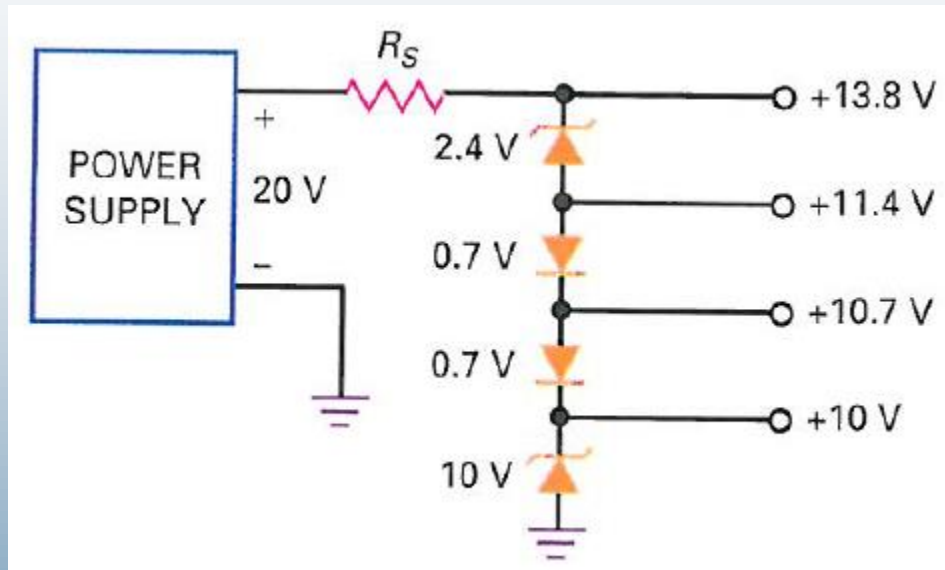 R_S
+13.8 V
+
2.4 V
POWER
SUPPLY
20 V
+11.4 V
0.7 V
−
+10.7 V
0.7 V
+10 V
10 V